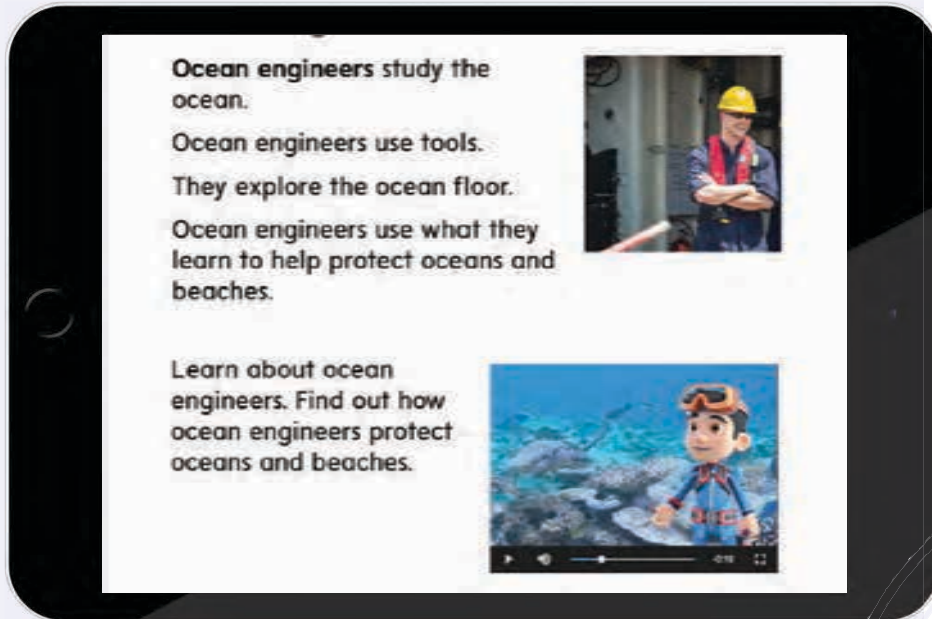 Ocean engineers study the
ocean.
Ocean engineers use tools.
They explore the ocean floor.
Ocean engineers use what they
learn to help protect oceans and
beaches.
Learn about ocean
engineers. Find out how
ocean engineers protect
oceans and beaches.